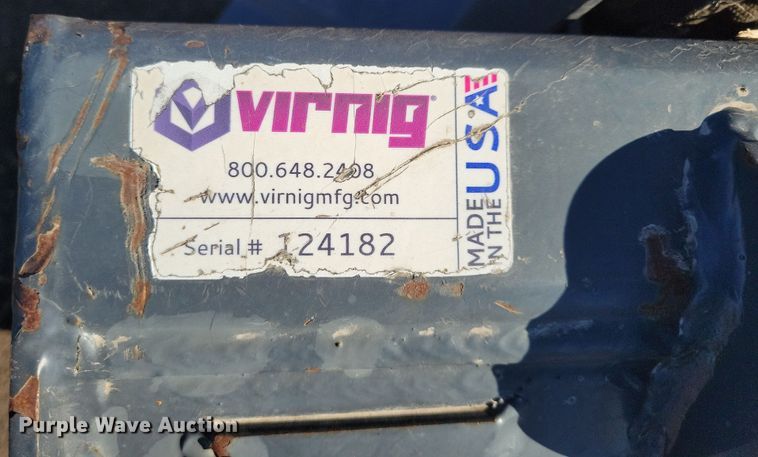 virnig
800.648.2408
www.virnigmfg.com
Serial # 124182
MADE IN THE USA
Purple Wave Auction